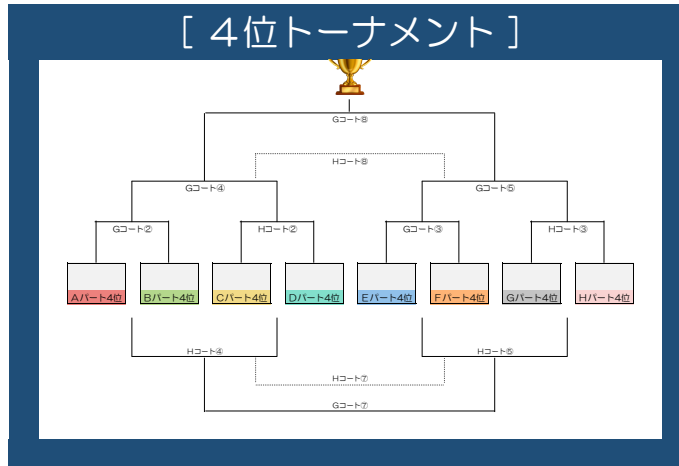 [ 4位トーナメント ]
Gコート⑧
Hコート⑧
Gコート④
Gコート⑤
Gコート②
Hコート②
Gコート③
Hコート③
Aパート4位
Bパート4位
Cパート4位
Dパート4位
Eパート4位
Fパート4位
Gパート4位
Hパート4位
Hコート④
Hコート⑤
Hコート⑦
Gコート⑦